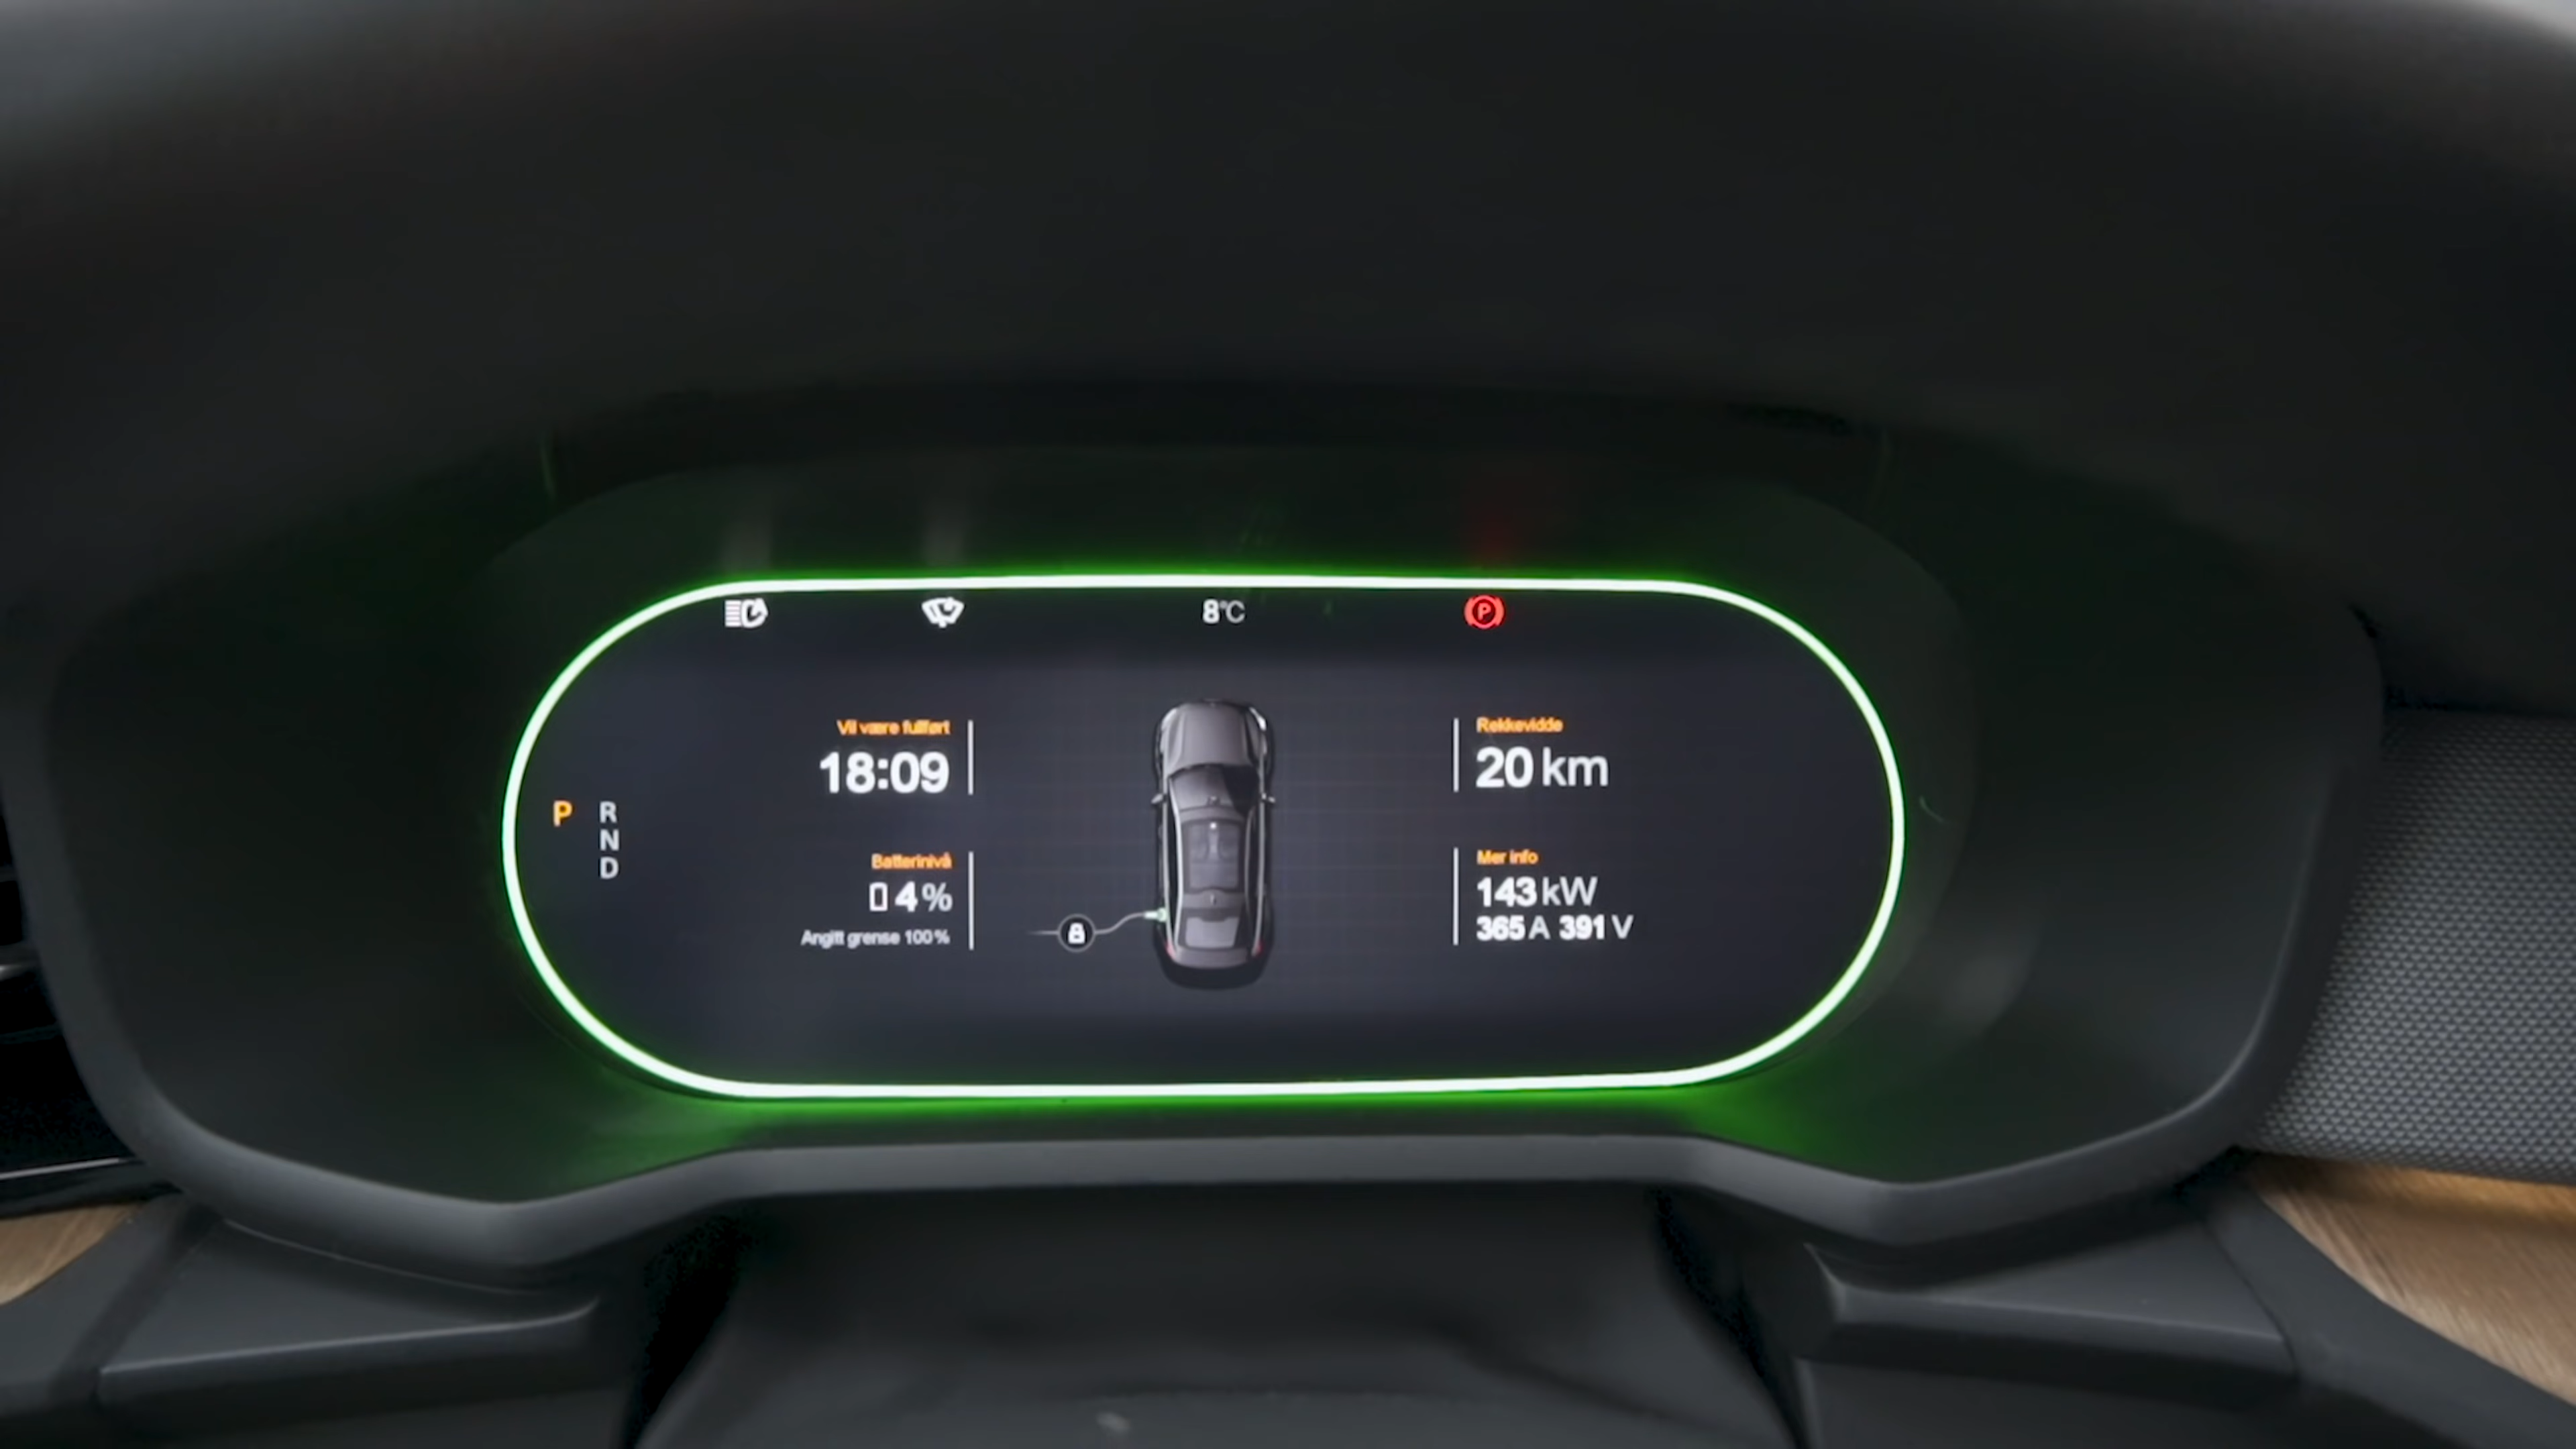 8°C
P
P
R
N
D
Vil være fullført
18:09
Batterinivå
4 %
Angitt grense 100 %
Rekkevidde
20 km
Mer info
143 kW
365 A 391 V